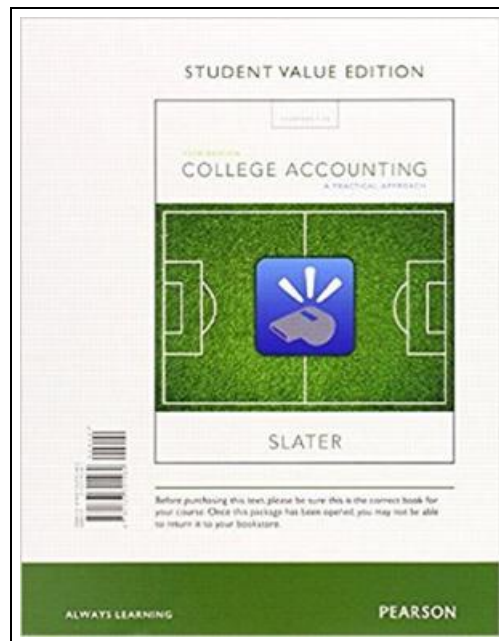 STUDENT VALUE EDITION
COLLEGE ACCOUNTING
A PRACTICAL APPROACH
SLATER
Before purchasing this text, please be sure this is the correct book for
your course. Once this package has been opened, you may not be able
to return it to your bookstore.
ALWAYS LEARNING
PEARSON